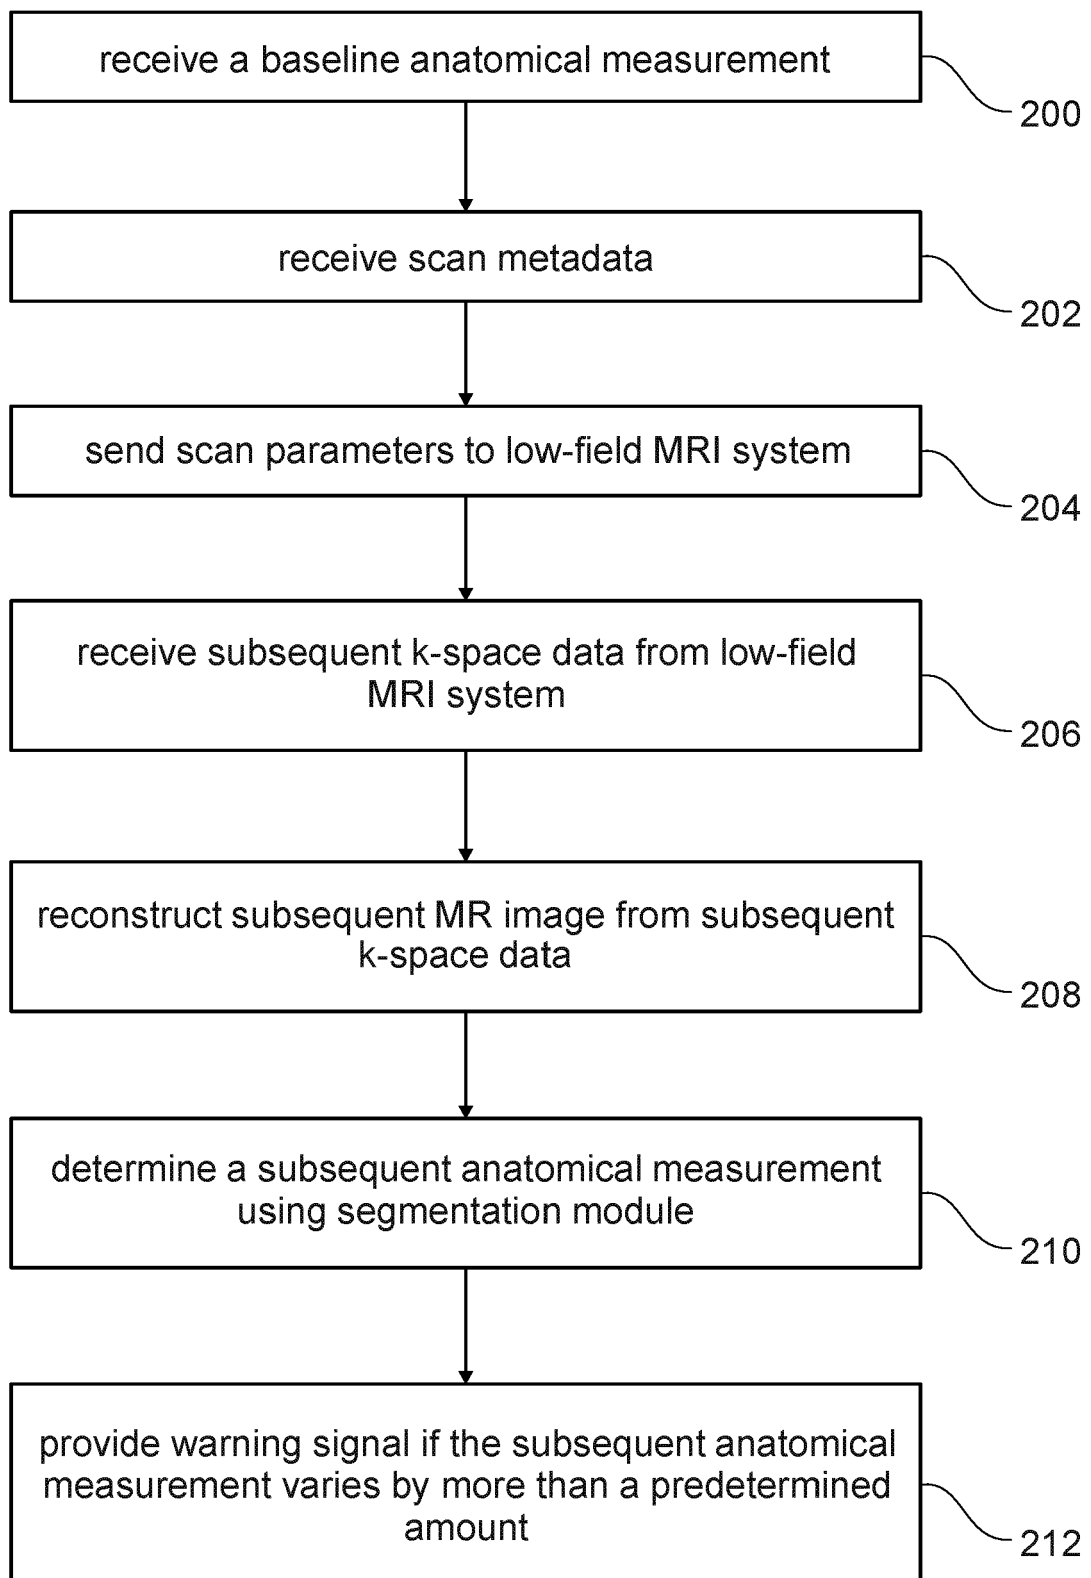 receive a baseline anatomical measurement
200
receive scan metadata
202
send scan parameters to low-field MRI system
204
receive subsequent k-space data from low-field
MRI system
206
reconstruct subsequent MR image from subsequent
k-space data
208
determine a subsequent anatomical measurement
using segmentation module
210
provide warning signal if the subsequent anatomical
measurement varies by more than a predetermined
amount
212